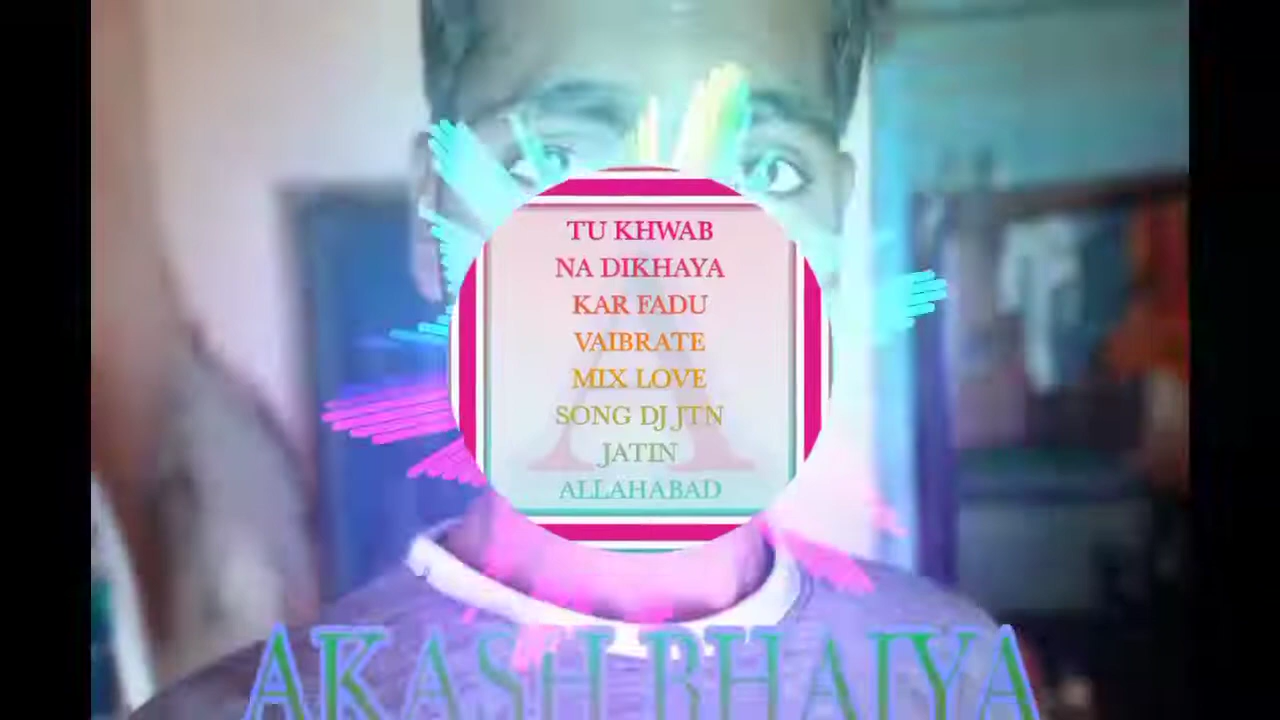 TU KHWAB
NA DIKHAYA
KAR FADU
VAIBRATE
MIX LOVE
SONG DJ JTN
JATIN
ALLAHABAD
A
AKASH BHAIYA